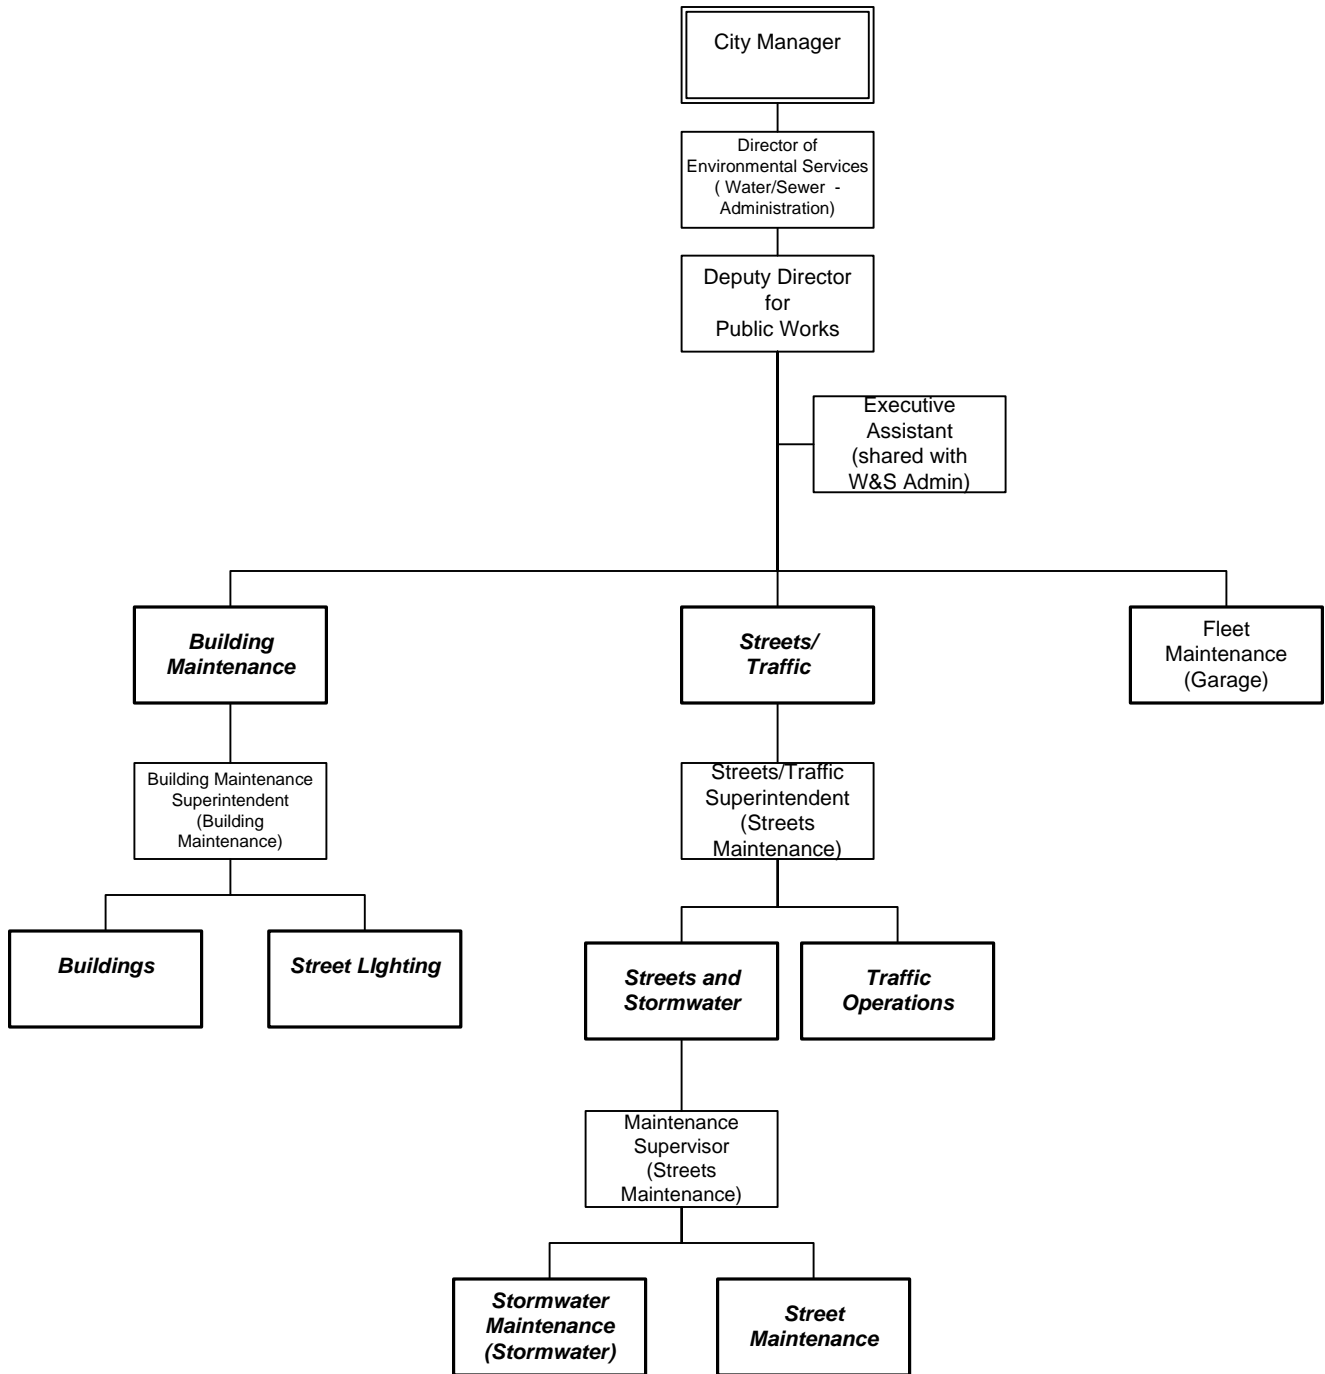 City Manager
Director of
Environmental Services
( Water/Sewer -
Administration)
Deputy Director
for
Public Works
Executive
Assistant
(shared with
W&S Admin)
Building
Maintenance
Streets/
Traffic
Fleet
Maintenance
(Garage)
Building Maintenance
Superintendent
(Building
Maintenance)
Streets/Traffic
Superintendent
(Streets
Maintenance)
Buildings
Street LIghting
Streets and
Stormwater
Traffic
Operations
Maintenance
Supervisor
(Streets
Maintenance)
Stormwater
Maintenance
(Stormwater)
Street
Maintenance